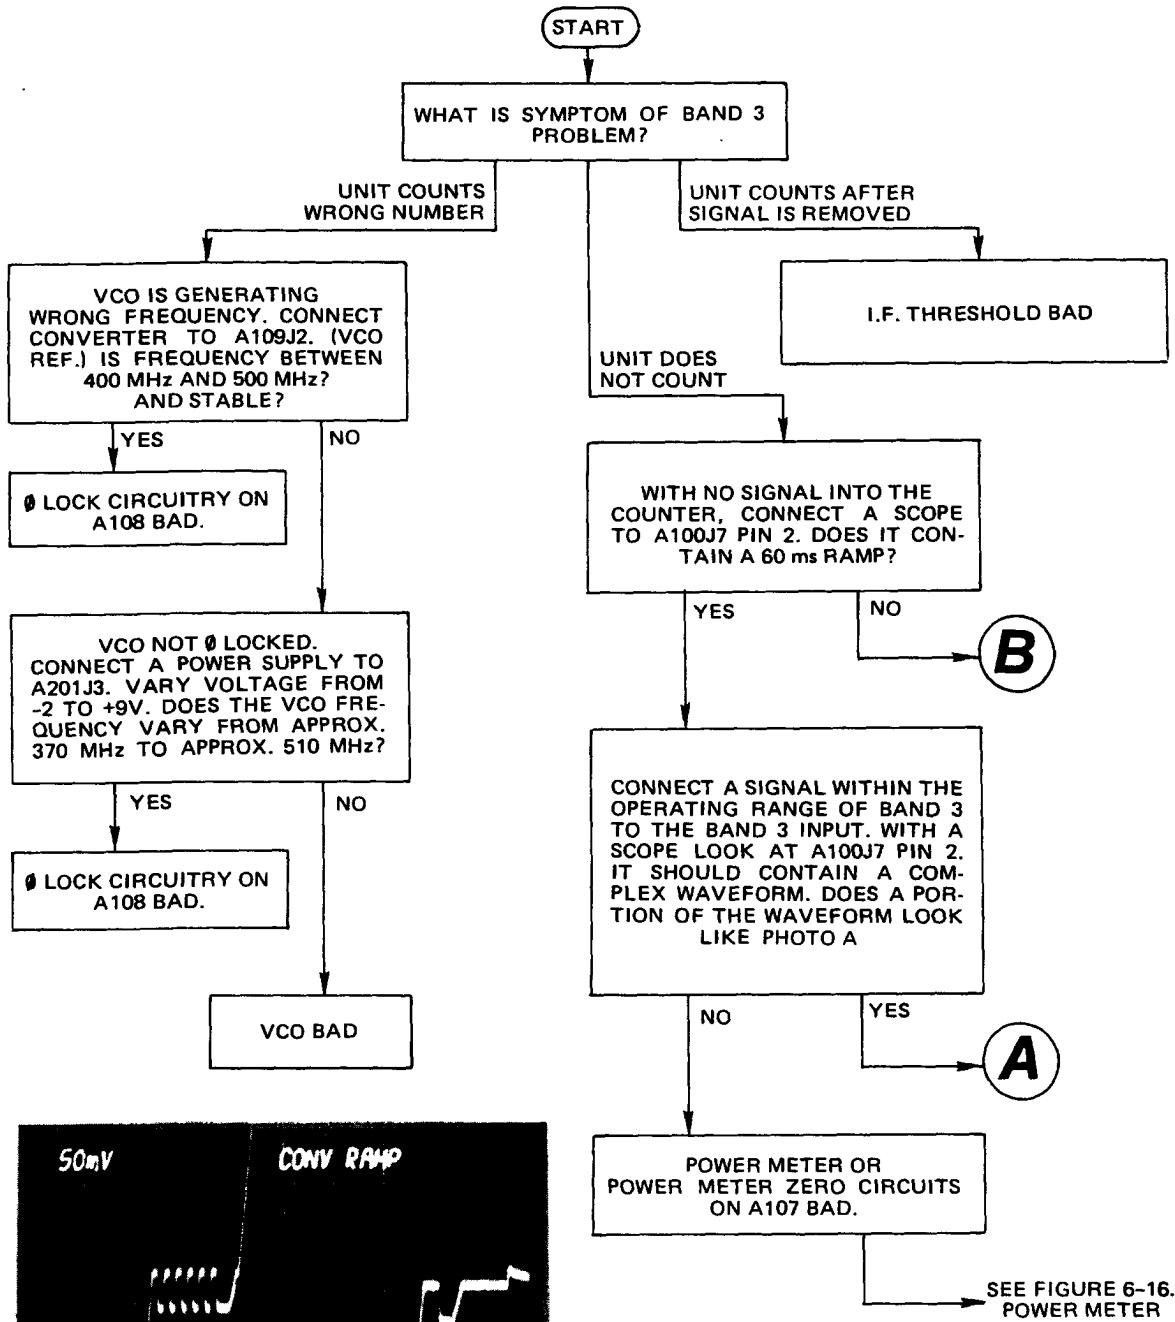 START
WHAT IS SYMPTOM OF BAND 3
PROBLEM?
UNIT COUNTS
WRONG NUMBER
UNIT COUNTS AFTER
SIGNAL IS REMOVED
VCO IS GENERATING
WRONG FREQUENCY. CONNECT
CONVERTER TO A109J2. (VCO
REF.) IS FREQUENCY BETWEEN
400 MHz AND 500 MHz?
AND STABLE?
I.F. THRESHOLD BAD
UNIT DOES
NOT COUNT
YES
NO
Ø LOCK CIRCUITRY ON
A108 BAD.
WITH NO SIGNAL INTO THE
COUNTER, CONNECT A SCOPE
TO A100J7 PIN 2. DOES IT CON-
TAIN A 60 ms RAMP?
YES
NO
B
VCO NOT Ø LOCKED.
CONNECT A POWER SUPPLY TO
A201J3. VARY VOLTAGE FROM
-2 TO +9V. DOES THE VCO FRE-
QUENCY VARY FROM APPROX.
370 MHz TO APPROX. 510 MHz?
YES
NO
Ø LOCK CIRCUITRY ON
A108 BAD.
CONNECT A SIGNAL WITHIN THE
OPERATING RANGE OF BAND 3
TO THE BAND 3 INPUT. WITH A
SCOPE LOOK AT A100J7 PIN 2.
IT SHOULD CONTAIN A COM-
PLEX WAVEFORM. DOES A POR-
TION OF THE WAVEFORM LOOK
LIKE PHOTO A
VCO BAD
NO
YES
A
50mV
CONV RAMP
POWER METER OR
POWER METER ZERO CIRCUITS
ON A107 BAD.
SEE FIGURE 6-16.
POWER METER